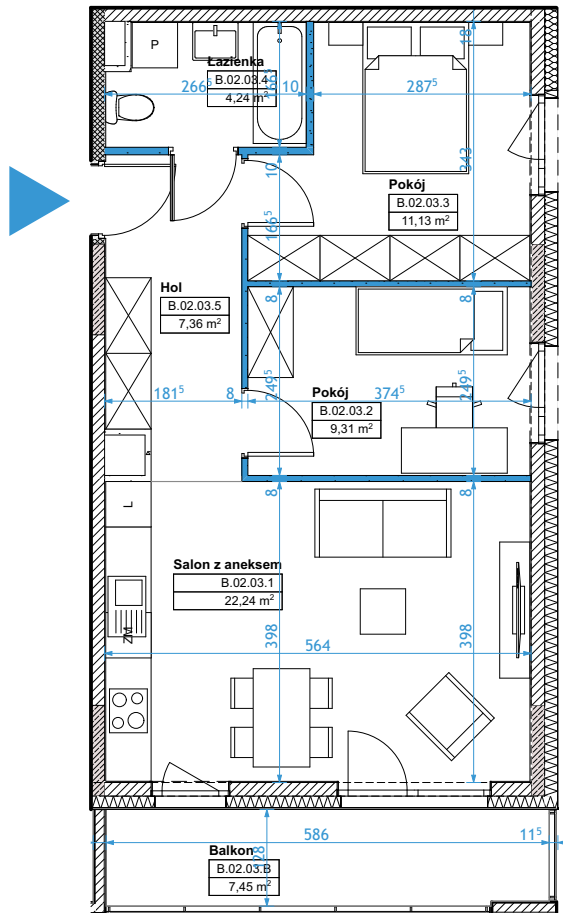 18
P
Łazienka
B.02.03.4
4,24 m²
266⁵
10
287⁵
343
10
Pokój
B.02.03.3
11,13 m²
166⁵
Hol
B.02.03.5
7,36 m²
8
8
249⁵
249⁵
181⁵
8
374⁵
Pokój
B.02.03.2
9,31 m²
8
8
L
Salon z aneksem
B.02.03.1
22,24 m²
ZM
398
398
564
586
11⁵
128
Balkon
B.02.03.B
7,45 m²